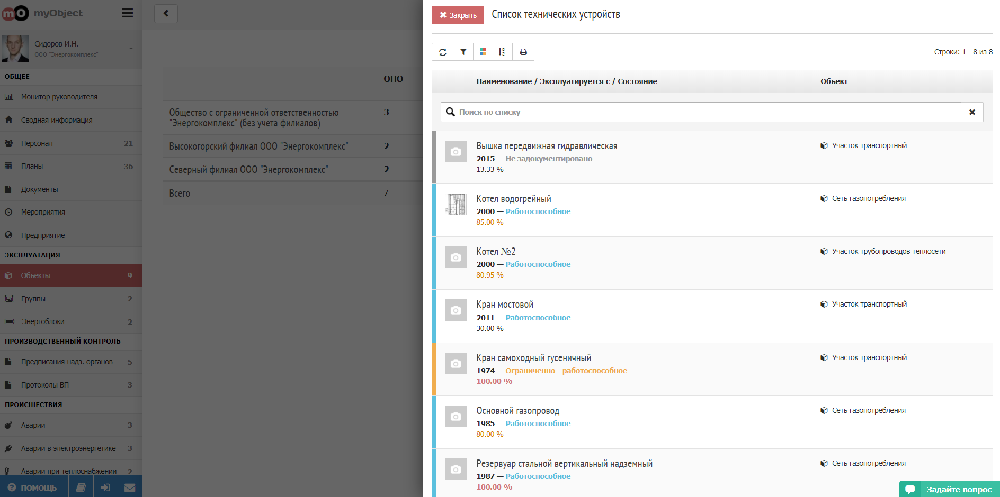 mO myObject
Сидоров И.Н.
ООО "Энергокомплекс"
ОБЩЕЕ
Монитор руководителя
Сводная информация
Персонал 21
Планы 36
Документы
Мероприятия
Предприятие
ЭКСПЛУАТАЦИЯ
Объекты 9
Группы 2
Энергоблоки 2
ПРОИЗВОДСТВЕННЫЙ КОНТРОЛЬ
Предписания надз. органов 5
Протоколы ВП 3
ПРОИСШЕСТВИЯ
Аварии 3
Аварии в электроэнергетике 3
Аварии при теплоснабжении 2
ПОМОЩЬ
ОПО
Общество с ограниченной ответственностью 3
"Энергокомплекс" (без учета филиалов)
Высокогорский филиал ООО "Энергокомплекс" 2
Северный филиал ООО "Энергокомплекс" 2
Всего 7
Закрыть Список технических устройств
Строки: 1 - 8 из 8
Наименование / Эксплуатируется с / Состояние Объект
Поиск по списку
Вышка передвижная гидравлическая Участок транспортный
2015 — Не задокументировано
13.33 %
Котел водогрейный Сеть газопотребления
2000 — Работоспособное
85.00 %
Котел №2 Участок трубопроводов теплосети
2000 — Работоспособное
80.95 %
Кран мостовой Участок транспортный
2011 — Работоспособное
30.00 %
Кран самоходный гусеничный Участок транспортный
1974 — Ограниченно - работоспособное
100.00 %
Основной газопровод Сеть газопотребления
1985 — Работоспособное
80.00 %
Резервуар стальной вертикальный надземный Сеть газопотребления
1987 — Работоспособное
100.00 %
Задайте вопрос